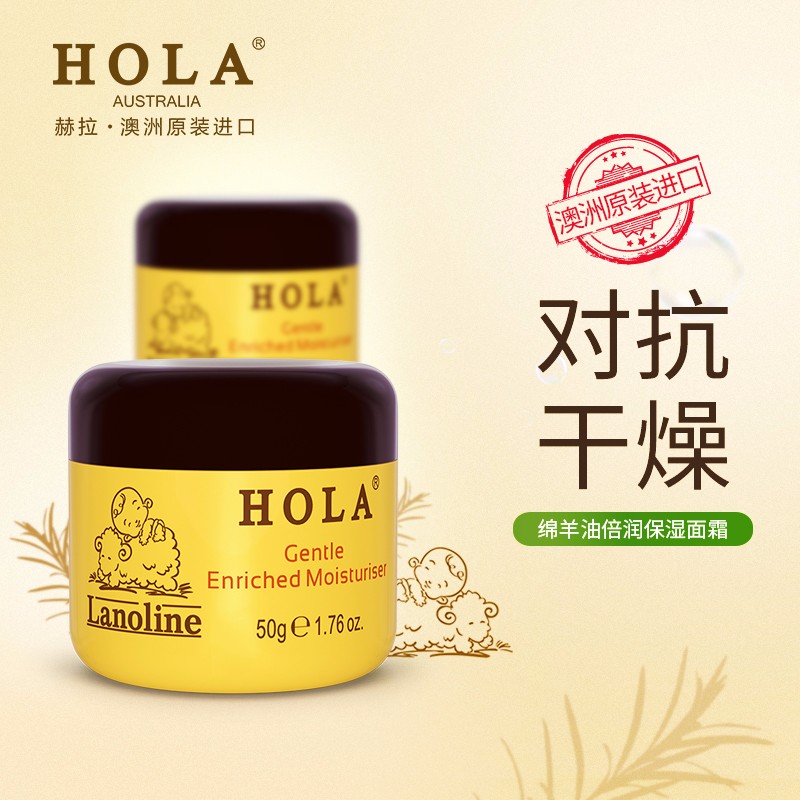 HOLA®
AUSTRALIA
赫拉·澳洲原装进口
澳洲原装进口
对抗
干燥
绵羊油倍润保湿面霜
HOLA®
Gentle
Enriched Moisturiser
HOLA®
Gentle
Enriched Moisturiser
Lanoline
50g℮1.76 oz.